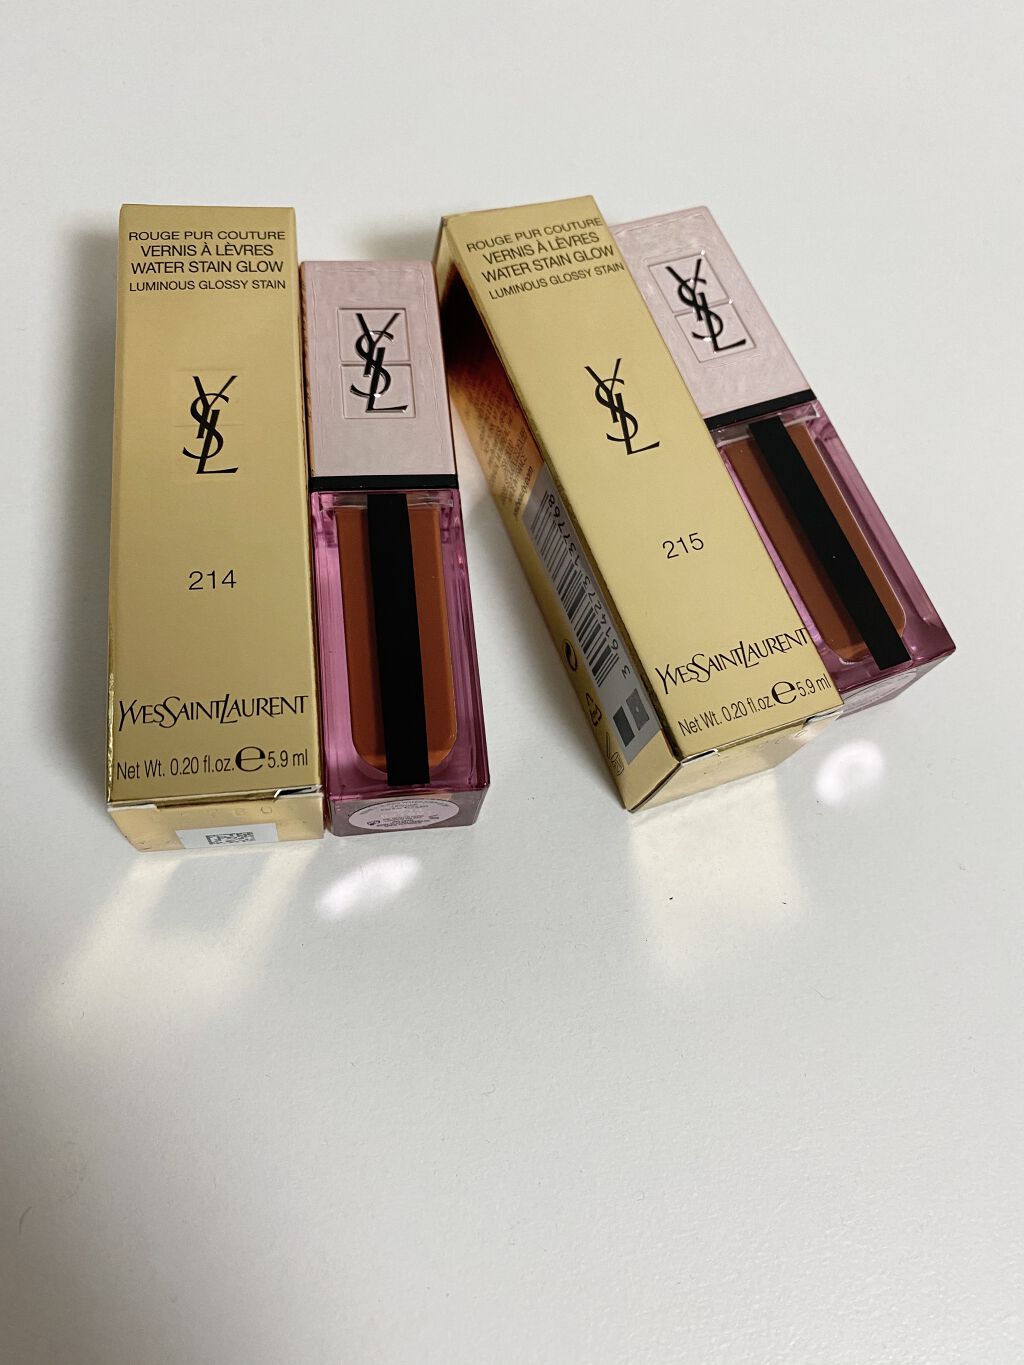 ROUGE PUR COUTURE
VERNIS À LÈVRES
WATER STAIN GLOW
LUMINOUS GLOSSY STAIN
YSL
214
YVESSAINTLAURENT
Net Wt. 0.20 fl.oz. e 5.9 ml
YSL
ROUGE PUR COUTURE
VERNIS À LÈVRES
WATER STAIN GLOW
LUMINOUS GLOSSY STAIN
YSL
215
YVESSAINTLAURENT
Net Wt. 0.20 fl.oz. e 5.9 ml
YSL